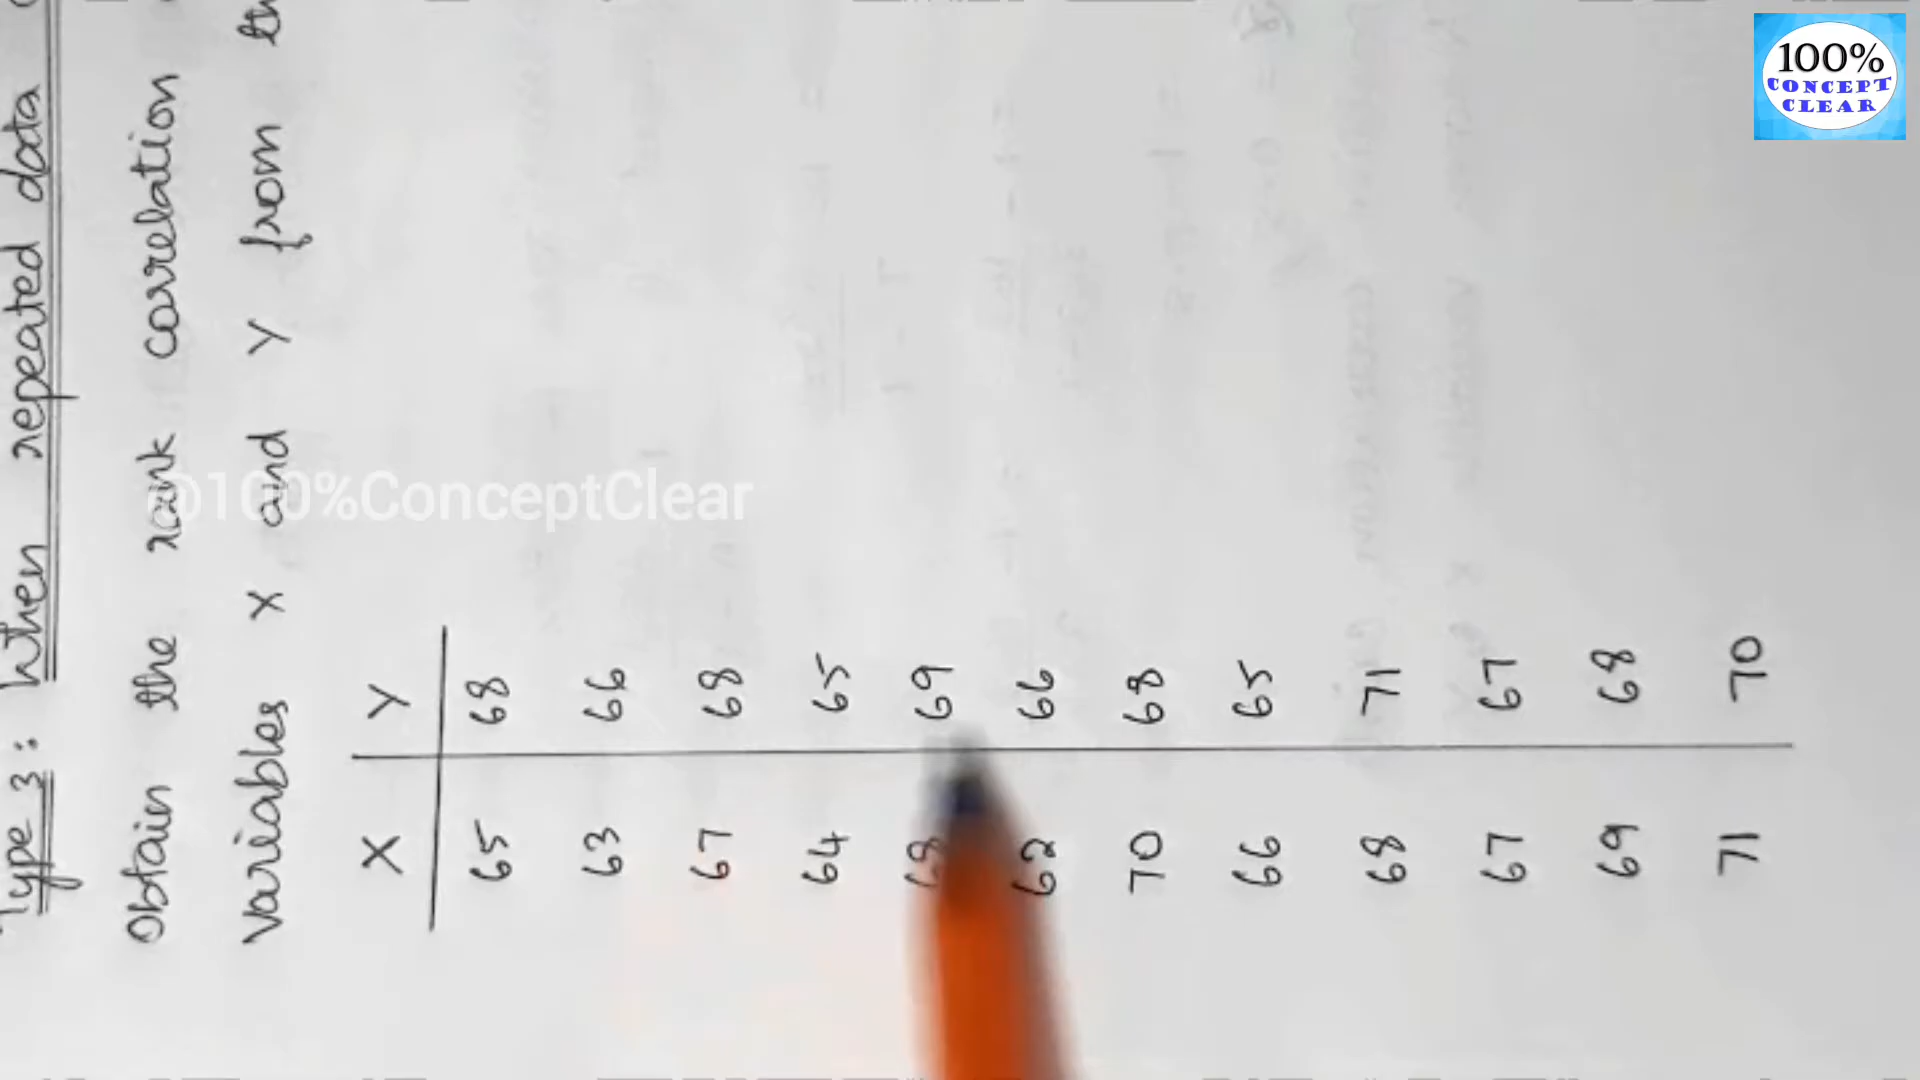 Type 3: When repeated data
Obtain the rank correlation
variables X and Y from
X Y
65 68
63 66
67 68
64 65
68 69
62 66
70 68
66 65
68 71
67 67
69 68
71 70
@100%ConceptClear
100%
CONCEPT
CLEAR